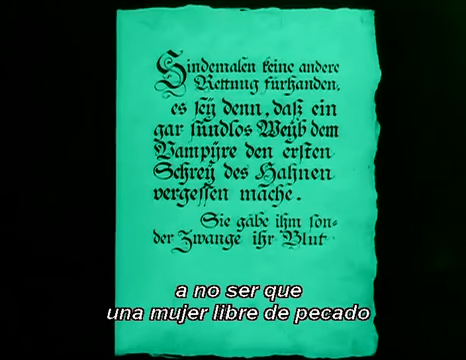 Sindemalen keine andere
Rettung fürhanden,
es sey denn, daß ein
gar sündlos Weyb dem
Vampyre den ersten
Schrey des Hahnen
vergessen mache.
Sie gäbe ihm son=
der Zwange ihr Blut
a no ser que
una mujer libre de pecado